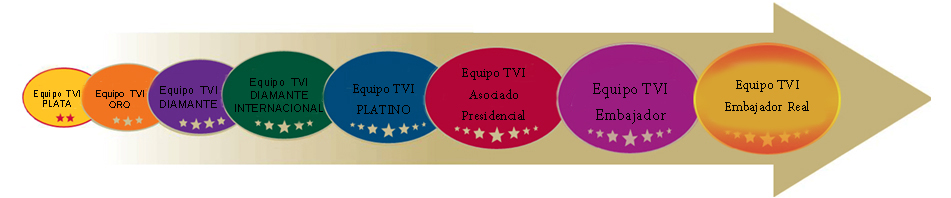 Equipo TVI
PLATA
Equipo TVI
ORO
Equipo TVI
DIAMANTE
Equipo TVI
DIAMANTE
INTERNACIONAL
Equipo TVI
PLATINO
Equipo TVI
Asociado
Presidencial
Equipo TVI
Embajador
Equipo TVI
Embajador Real